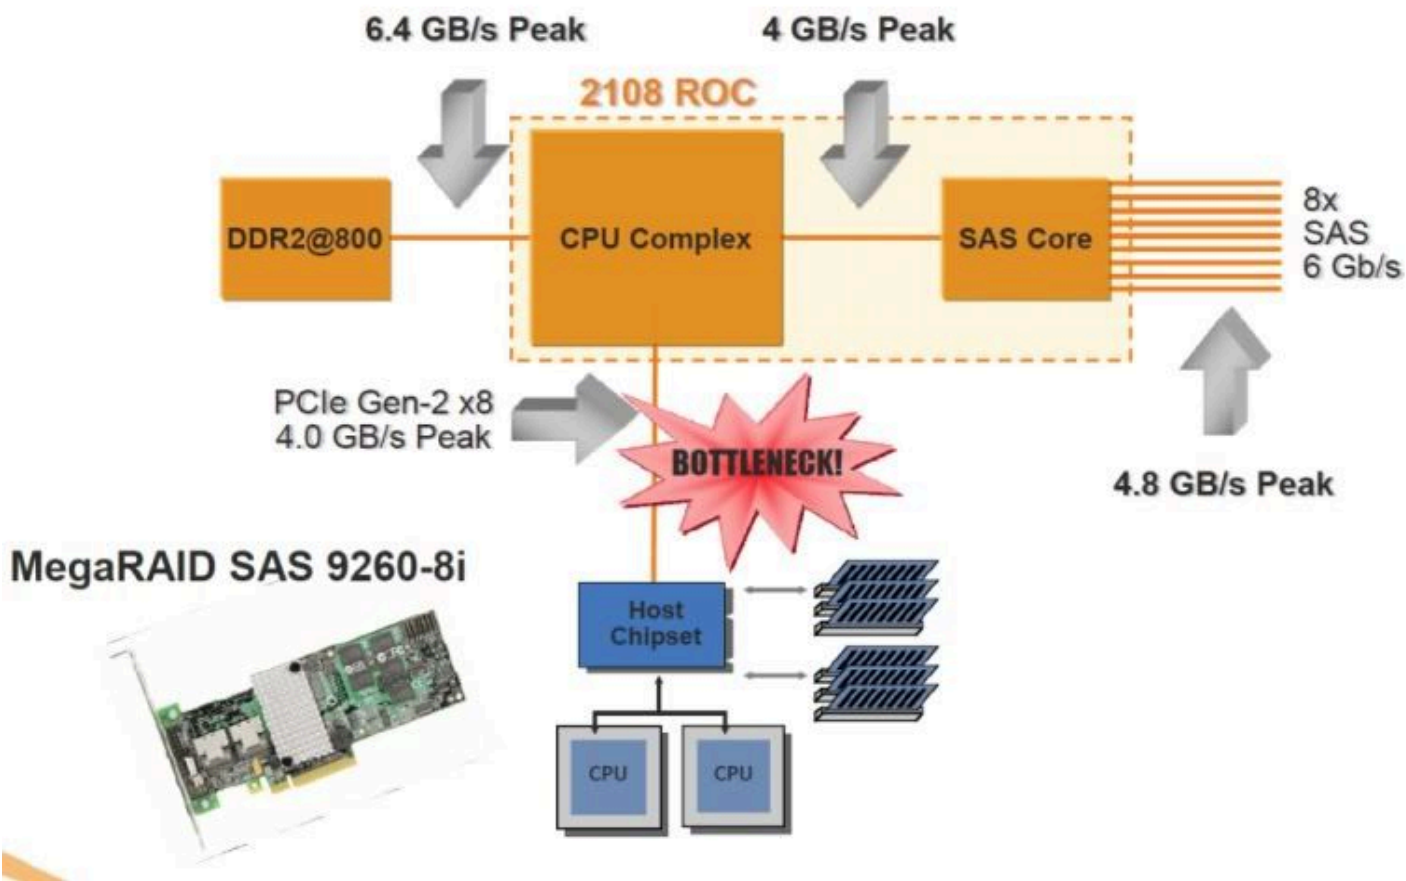 6.4 GB/s Peak
4 GB/s Peak
2108 ROC
DDR2@800
CPU Complex
SAS Core
8x
SAS
6 Gb/s
PCIe Gen-2 x8
4.0 GB/s Peak
BOTTLENECK!
4.8 GB/s Peak
MegaRAID SAS 9260-8i
Host
Chipset
CPU
CPU